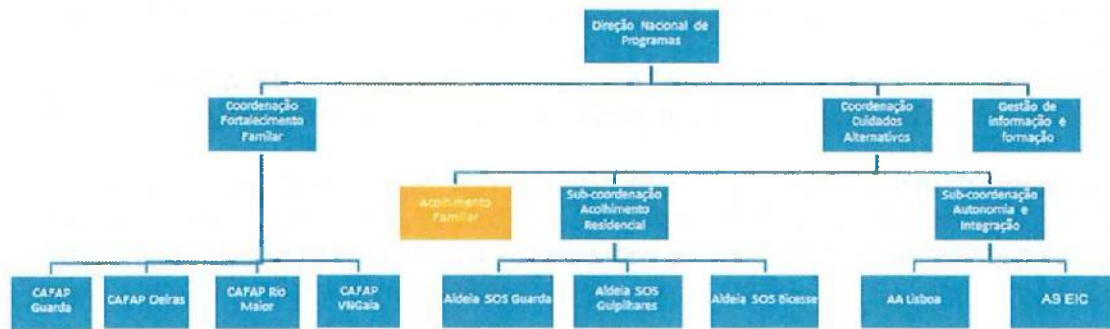 Direção Nacional de
Programas
Coordenação
Fortalecimento
Familiar
Coordenação
Cuidados
Alternativos
Gestão de
informação e
formação
Acolhimento
Familiar
Sub-coordenação
Acolhimento
Residencial
Sub-coordenação
Autonomia e
Integração
CAFAP
Guarda
CAFAP Oeiras
CAFAP Rio
Maior
CAFAP
VNGaia
Aldeia SOS Guarda
Aldeia SOS
Gulpilhares
Aldeia SOS Bicesse
AA Lisboa
A9 EIC